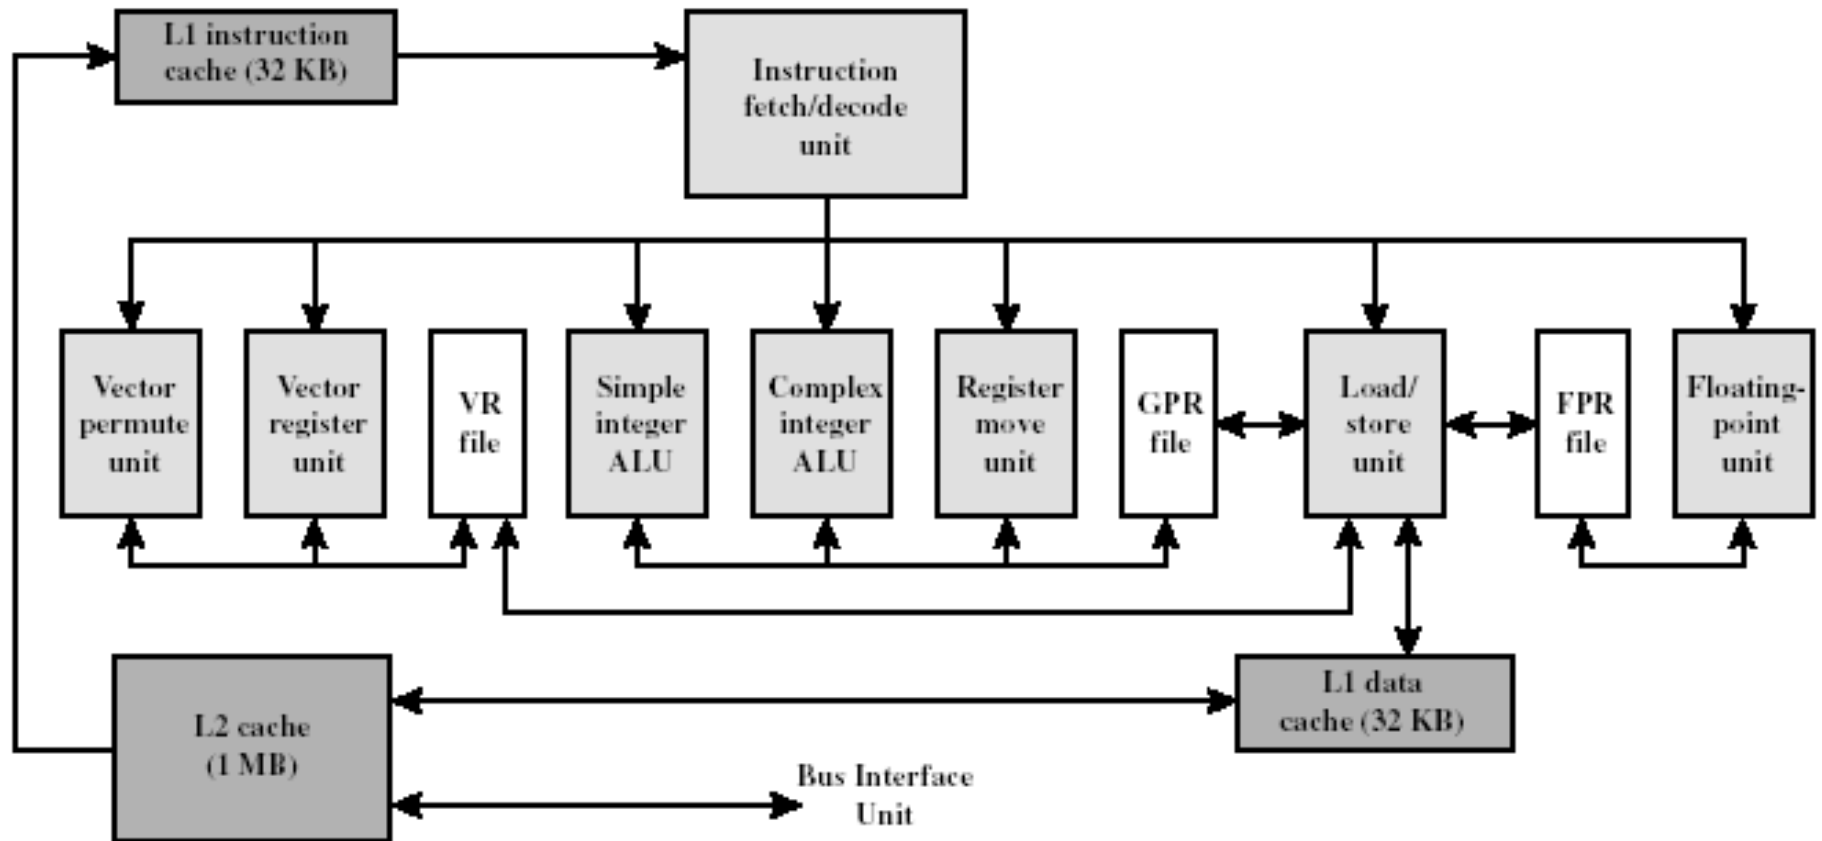 L1 instruction
cache (32 KB)
Instruction
fetch/decode
unit
Vector
permute
unit
Vector
register
unit
VR
file
Simple
integer
ALU
Complex
integer
ALU
Register
move
unit
GPR
file
Load/
store
unit
FPR
file
Floating-
point
unit
L2 cache
(1 MB)
L1 data
cache (32 KB)
Bus Interface
Unit